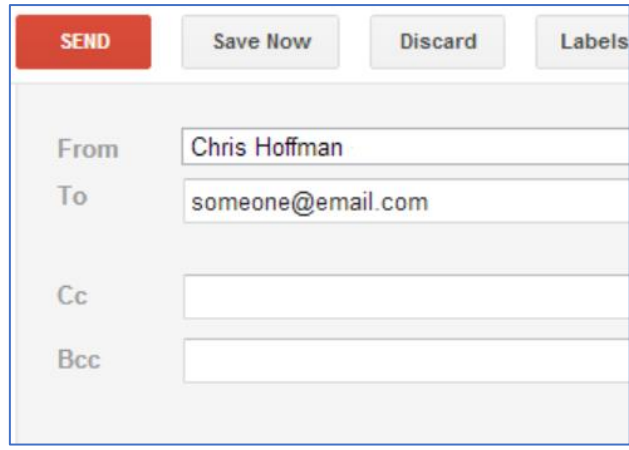 SEND Save Now Discard Labels
From Chris Hoffman
To someone@email.com
Cc
Bcc